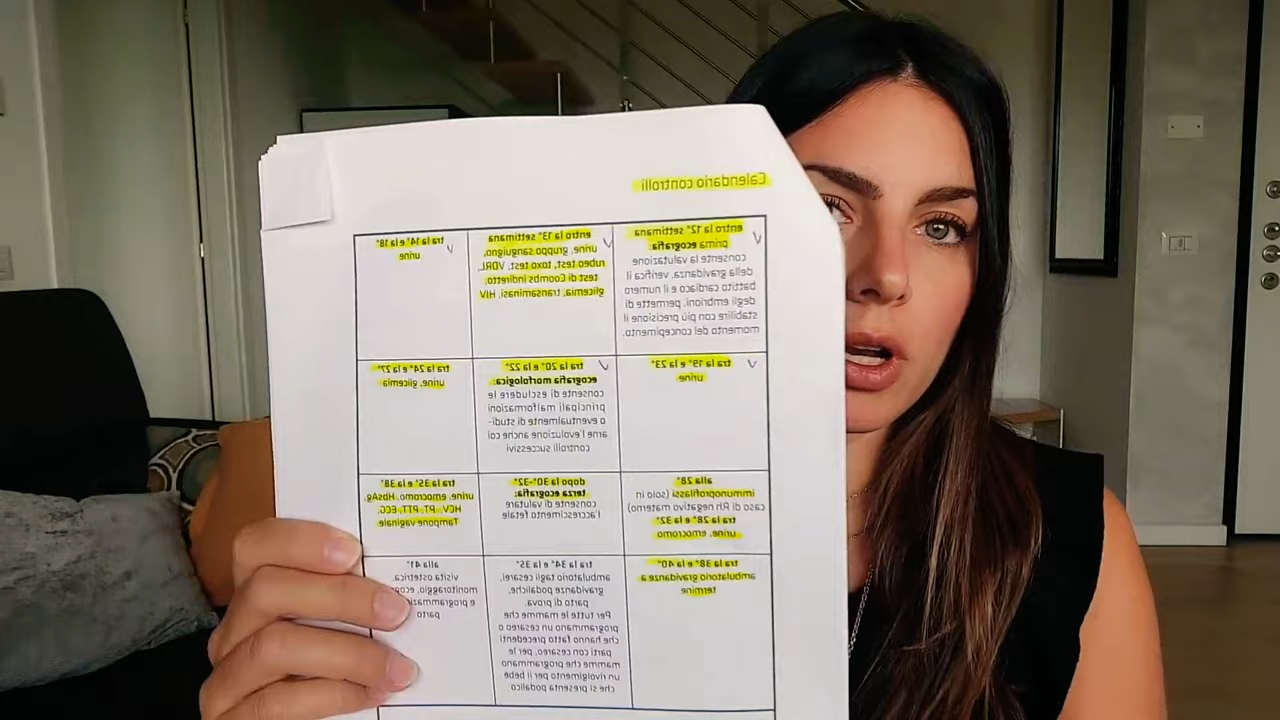 Calendario controlli
entro la 12° settimana
prima ecografia:
consente la valutazione
della gravidanza, verifica il
battito cardiaco e il numero
degli embrioni, permette di
stabilire con più precisione il
momento del concepimento.
entro la 13° settimana
urine, gruppo sanguigno,
rubeo test, toxo test, VDRL,
test di Coombs indiretto,
glicemia, transaminasi, HIV
tra la 14° e la 18°
urine
tra la 19° e la 23°
urine
tra la 20° e la 22°
ecografia morfologica:
consente di escludere le
principali malformazioni
o eventualmente di studi-
arne l'evoluzione anche coi
controlli successivi
tra la 24° e la 27°
urine, glicemia
alla 28°
immunoprofilassi (solo in
caso di Rh negativo materno)
tra la 28° e la 32°
urine, emocromo
dopo la 30°-32°
terza ecografia:
consente di valutare
l'accrescimento fetale
tra la 35° e la 38°
urine, emocromo, HbsAg,
HCV, PT, PTT, ECG,
Tampone vaginale
tra la 38° e la 40°
ambulatorio gravidanze a
termine
tra la 34° e la 35°
ambulatorio tagli cesarei,
gravidanze podaliche,
parto di prova.
Per tutte le mamme che
programmano un cesareo o
che hanno fatto precedenti
parti con cesareo, per le
mamme che programmano
un rivolgimento per il bebè
che si presenta podalico
alla 41°
visita ostetrica,
monitoraggio,
e
parto